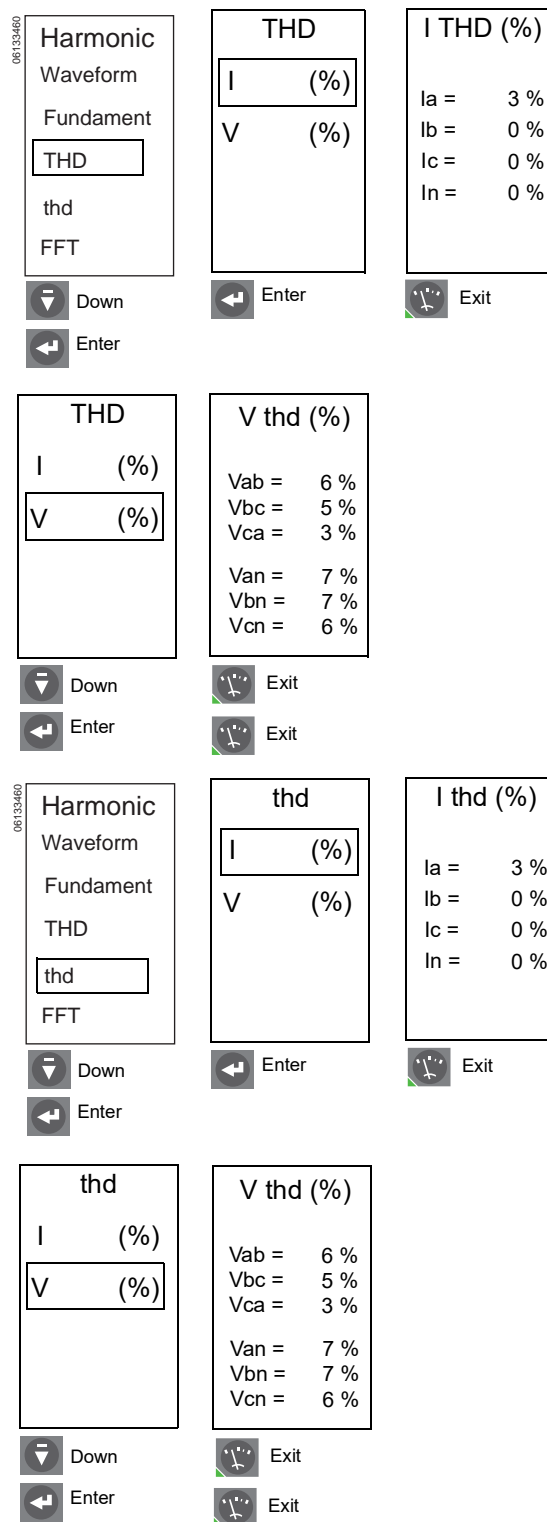 06133460
Harmonic
Waveform
Fundament
THD
thd
FFT
Down
Enter
THD
I (%)
V (%)
Enter
I THD (%)
Ia = 3 %
Ib = 0 %
Ic = 0 %
In = 0 %
Exit
THD
I (%)
V (%)
Down
Enter
V thd (%)
Vab = 6 %
Vbc = 5 %
Vca = 3 %
Van = 7 %
Vbn = 7 %
Vcn = 6 %
Exit
Exit
06133460
Harmonic
Waveform
Fundament
THD
thd
FFT
Down
Enter
thd
I (%)
V (%)
Enter
I thd (%)
Ia = 3 %
Ib = 0 %
Ic = 0 %
In = 0 %
Exit
thd
I (%)
V (%)
Down
Enter
V thd (%)
Vab = 6 %
Vbc = 5 %
Vca = 3 %
Van = 7 %
Vbn = 7 %
Vcn = 6 %
Exit
Exit